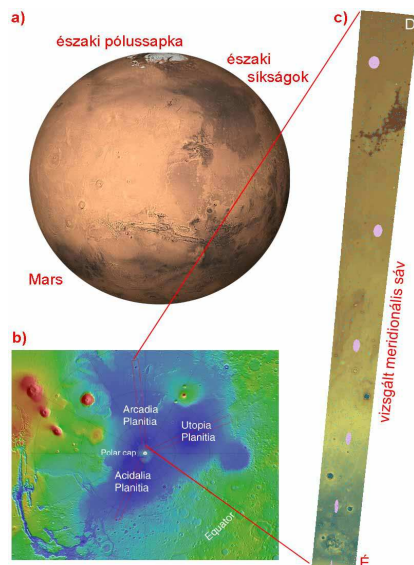 a)
északi pólussapka
északi
síkságok
Mars
b)
Arcadia
Planitia
Utopia
Planitia
Polar cap
Acidalia
Planitia
Equator
c)
D
vizsgált meridionális sáv
É